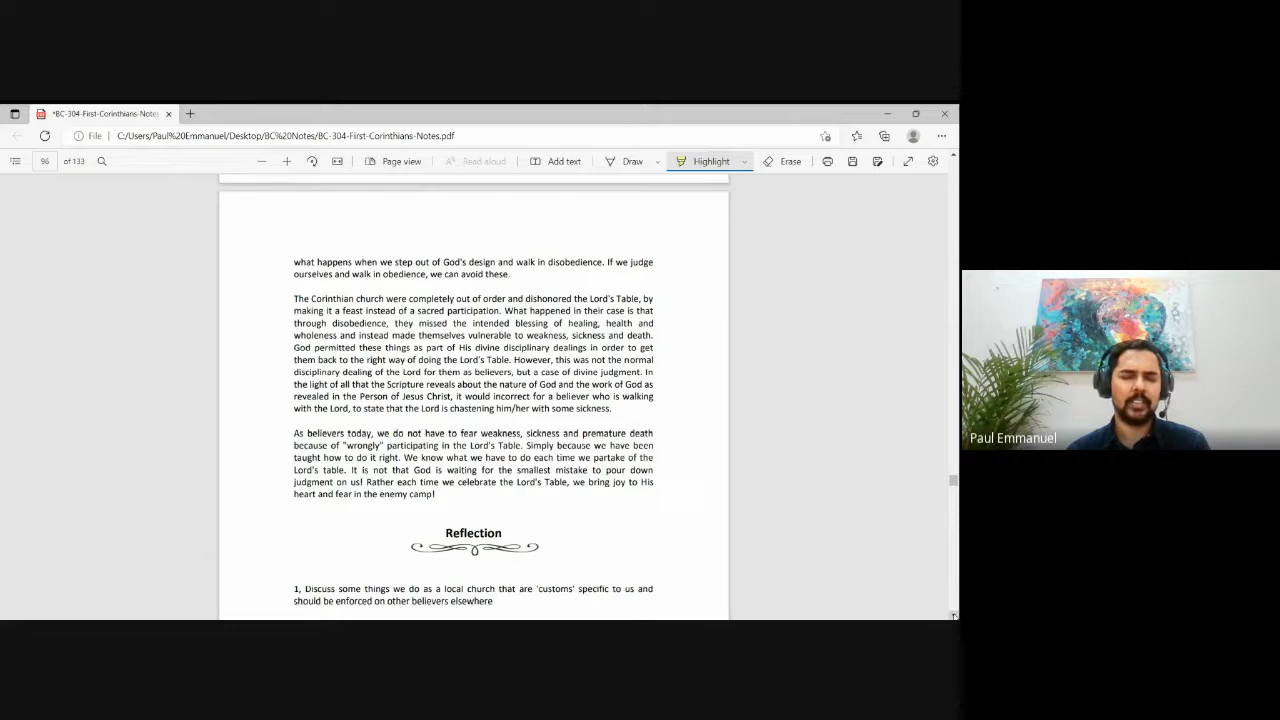 *BC-304-First-Corinthians-Notes
File
C:/Users/Paul%20Emmanuel/Desktop/BC%20Notes/BC-304-First-Corinthians-Notes.pdf
96 of 133
Page view
Read aloud
Add text
Draw
Highlight
Erase
what happens when we step out of God's design and walk in disobedience. If we judge
ourselves and walk in obedience, we can avoid these.
The Corinthian church were completely out of order and dishonored the Lord's Table, by
making it a feast instead of a sacred participation. What happened in their case is that
through disobedience, they missed the intended blessing of healing, health and
wholeness and instead made themselves vulnerable to weakness, sickness and death.
God permitted these things as part of His divine disciplinary dealings in order to get
them back to the right way of doing the Lord's Table. However, this was not the normal
disciplinary dealing of the Lord for them as believers, but a case of divine judgment. In
the light of all that the Scripture reveals about the nature of God and the work of God as
revealed in the Person of Jesus Christ, it would incorrect for a believer who is walking
with the Lord, to state that the Lord is chastening him/her with some sickness.
As believers today, we do not have to fear weakness, sickness and premature death
because of "wrongly" participating in the Lord's Table. Simply because we have been
taught how to do it right. We know what we have to do each time we partake of the
Lord's table. It is not that God is waiting for the smallest mistake to pour down
judgment on us! Rather each time we celebrate the Lord's Table, we bring joy to His
heart and fear in the enemy camp!
Reflection
1, Discuss some things we do as a local church that are 'customs' specific to us and
should be enforced on other believers elsewhere
Paul Emmanuel